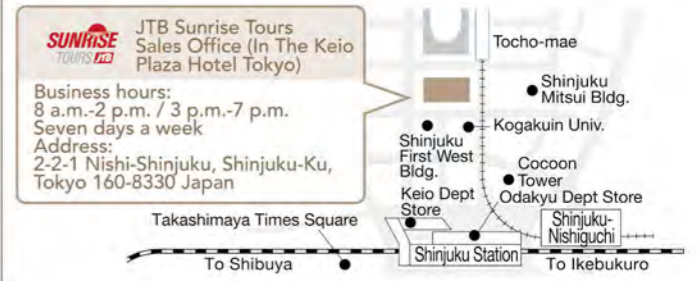 SUNRISE
TOURS JTB
JTB Sunrise Tours
Sales Office (In The Keio
Plaza Hotel Tokyo)
Business hours:
8 a.m.-2 p.m. / 3 p.m.-7 p.m.
Seven days a week
Address:
2-2-1 Nishi-Shinjuku, Shinjuku-Ku,
Tokyo 160-8330 Japan
Tocho-mae
Shinjuku
Mitsui Bldg.
Kogakuin Univ.
Shinjuku
First West
Bldg.
Cocoon
Tower
Keio Dept
Store
Odakyu Dept Store
Takashimaya Times Square
Shinjuku-
Nishiguchi
Shinjuku Station
To Shibuya
To Ikebukuro